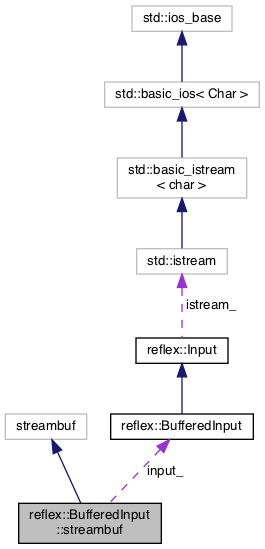 std::ios_base
std::basic_ios< Char >
std::basic_istream
< char >
std::istream
istream_
reflex::Input
streambuf
reflex::BufferedInput
input_
reflex::BufferedInput
::streambuf